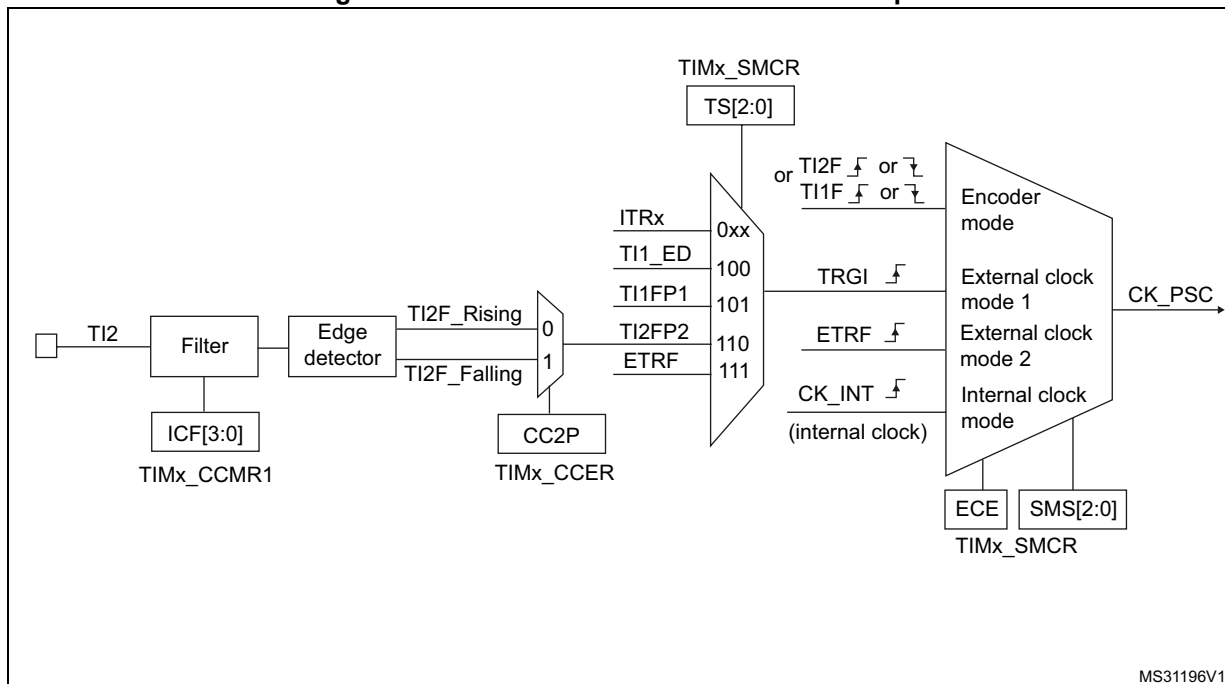 TIMx_SMCR
TS[2:0]
or TI2F or
TI1F or
Encoder
mode
ITRx
0xx
TI1_ED
100
TI1FP1
101
TI2FP2
110
ETRF
111
TRGI
External clock
mode 1
CK_PSC
ETRF
External clock
mode 2
CK_INT
(internal clock)
Internal clock
mode
TI2
Filter
Edge
detector
TI2F_Rising
0
TI2F_Falling
1
ICF[3:0]
TIMx_CCMR1
CC2P
TIMx_CCER
ECE
SMS[2:0]
TIMx_SMCR
MS31196V1